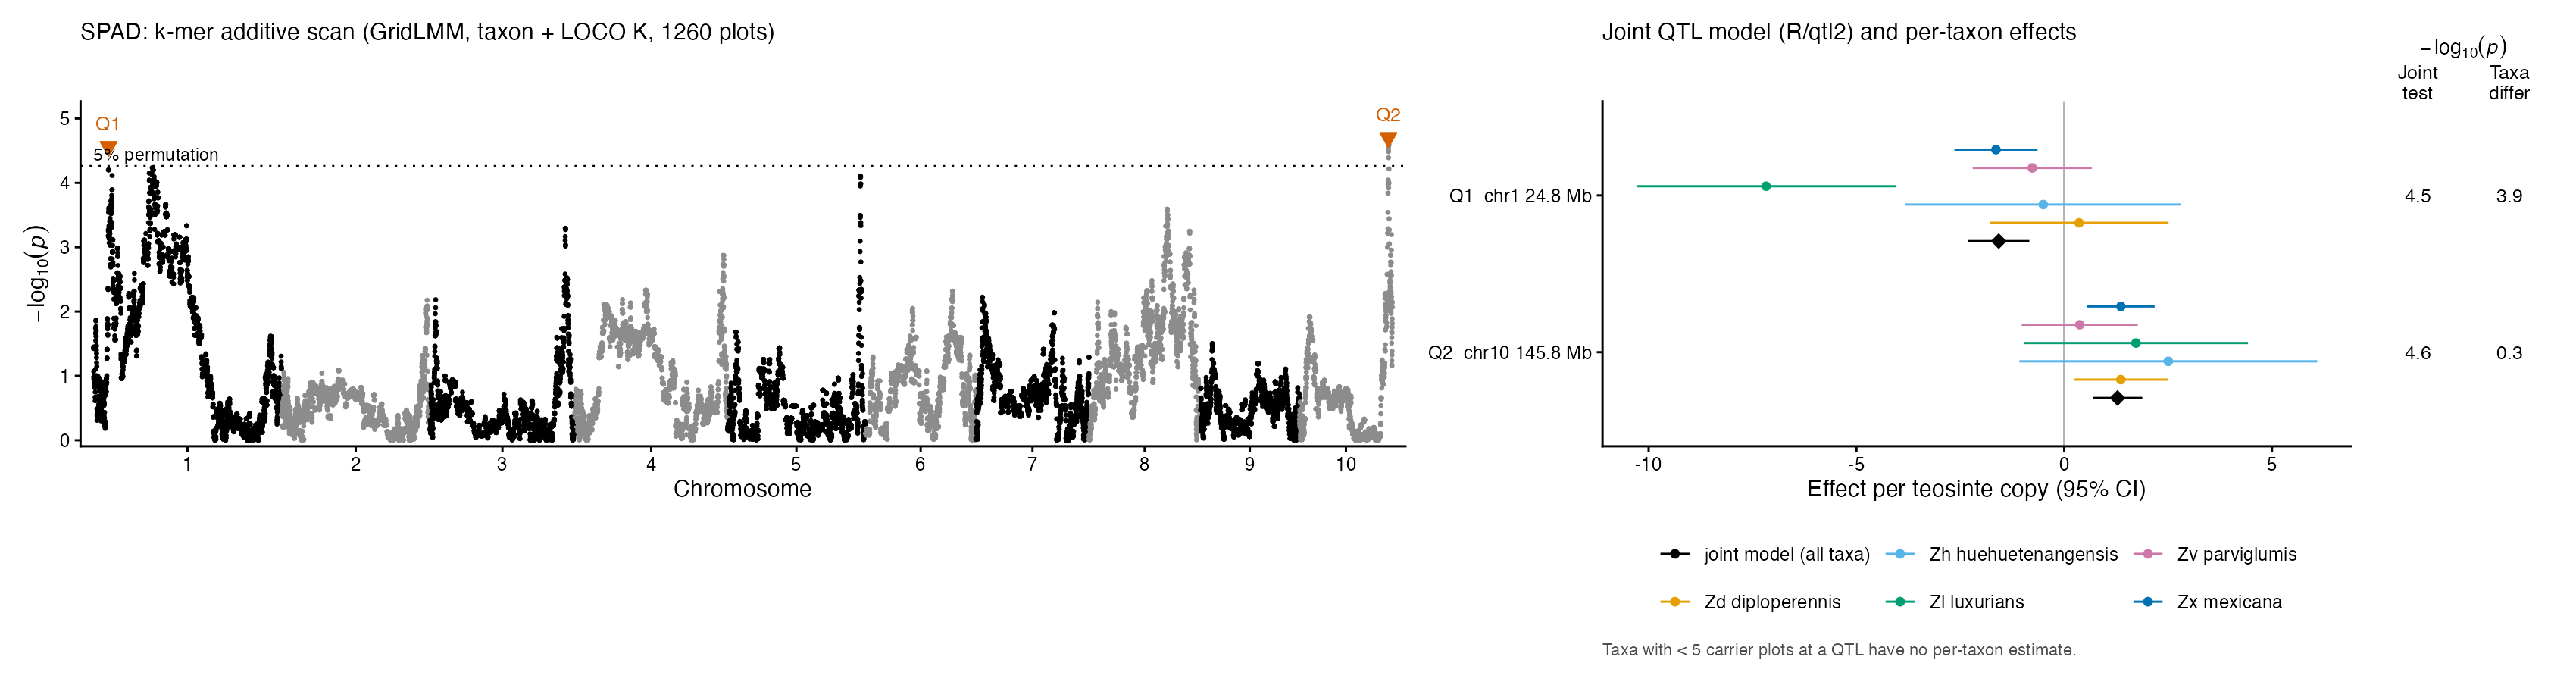 SPAD: k-mer additive scan (GridLMM, taxon + LOCO K, 1260 plots)
Q1
Q2
5% permutation
5
4
3
2
1
0
−log10(p)
1 2 3 4 5 6 7 8 9 10
Chromosome
Joint QTL model (R/qtl2) and per-taxon effects
−log10(p)
Joint test
Taxa differ
Q1 chr1 24.8 Mb
4.5 3.9
Q2 chr10 145.8 Mb
4.6 0.3
-10 -5 0 5
Effect per teosinte copy (95% CI)
joint model (all taxa) Zh huehuetenangensis Zv parviglumis
Zd diploperennis Zl luxurians Zx mexicana
Taxa with < 5 carrier plots at a QTL have no per-taxon estimate.